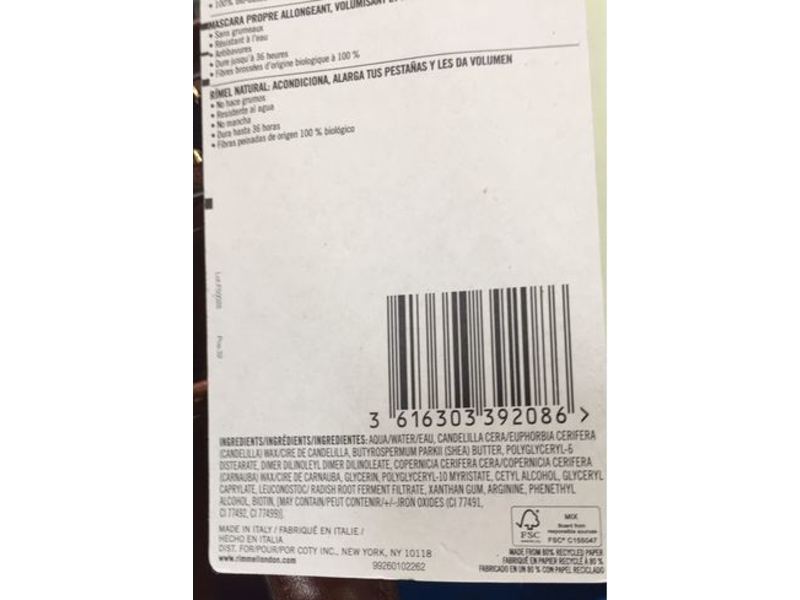 • 100%
MASCARA PROPRE ALLONGEANT, VOLUMISANT
• Sans grumeaux
• Résistant à l'eau
• Antibavures
• Dure jusqu'à 36 heures
• Fibres brossées d'origine biologique à 100 %
RÍMEL NATURAL: ACONDICIONA, ALARGA TUS PESTAÑAS Y LES DA VOLUMEN
• No hace grumos
• Resistente al agua
• No mancha
• Dura hasta 36 horas
• Fibras peinadas de origen 100 % biológico
3 616303 392086 >
INGREDIENTS/INGRÉDIENTS/INGREDIENTES: AQUA/WATER/EAU, CANDELILLA CERA/EUPHORBIA CERIFERA
(CANDELILLA) WAX/CIRE DE CANDELILLA, BUTYROSPERMUM PARKII (SHEA) BUTTER, POLYGLYCERYL-6
DISTEARATE, DIMER DILINOLEYL DIMER DILINOLEATE, COPERNICIA CERIFERA CERA/COPERNICIA CERIFERA
(CARNAUBA) WAX/CIRE DE CARNAUBA, GLYCERIN, POLYGLYCERYL-10 MYRISTATE, CETYL ALCOHOL, GLYCERYL
CAPRYLATE, LEUCONOSTOC/ RADISH ROOT FERMENT FILTRATE, XANTHAN GUM, ARGININE, PHENETHYL
ALCOHOL, BIOTIN, [MAY CONTAIN/PEUT CONTENIR/+/-:IRON OXIDES (CI 77491,
CI 77492, CI 77499)].
MADE IN ITALY / FABRIQUÉ EN ITALIE /
HECHO EN ITALIA
DIST. FOR/POUR/POR COTY INC., NEW YORK, NY 10118
www.rimmellondon.com
99260102262
FSC
MIX
Board from
responsible sources
FSC® C155047
MADE FROM 80% RECYCLED PAPER
FABRIQUÉ EN PAPIER RECYCLÉ À 80 %
FABRICADO EN UN 80 % CON PAPEL RECICLADO